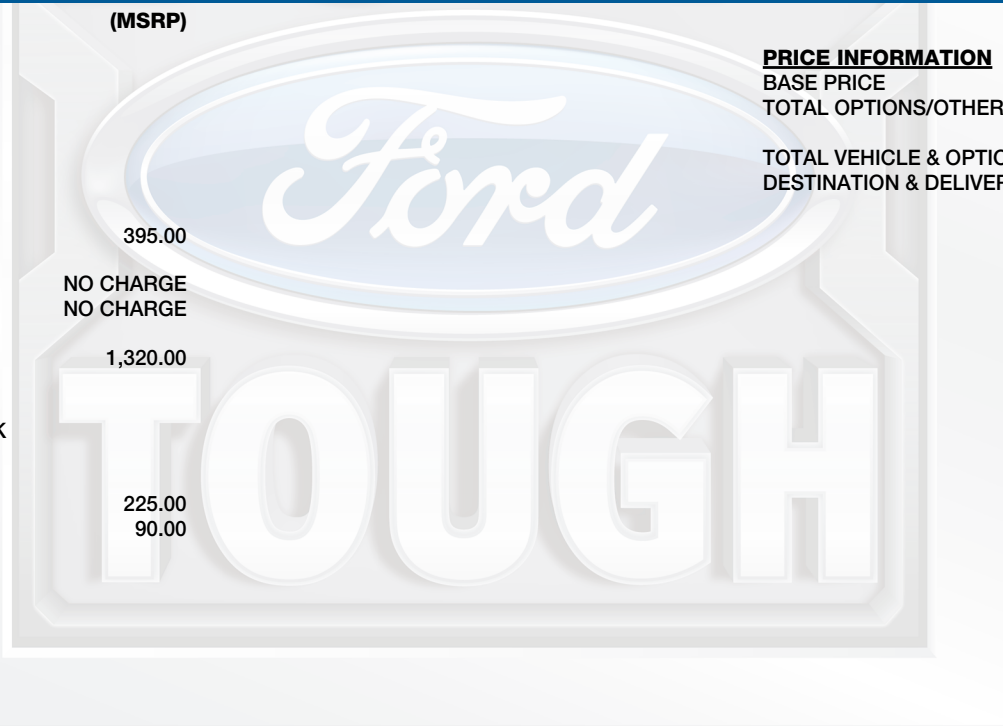 (MSRP)
PRICE INFORMATION
BASE PRICE
TOTAL OPTIONS/OTHER
TOTAL VEHICLE & OPTIO
DESTINATION & DELIVER
Ford
395.00
NO CHARGE
NO CHARGE
1,320.00
K
225.00
90.00
TOUGH